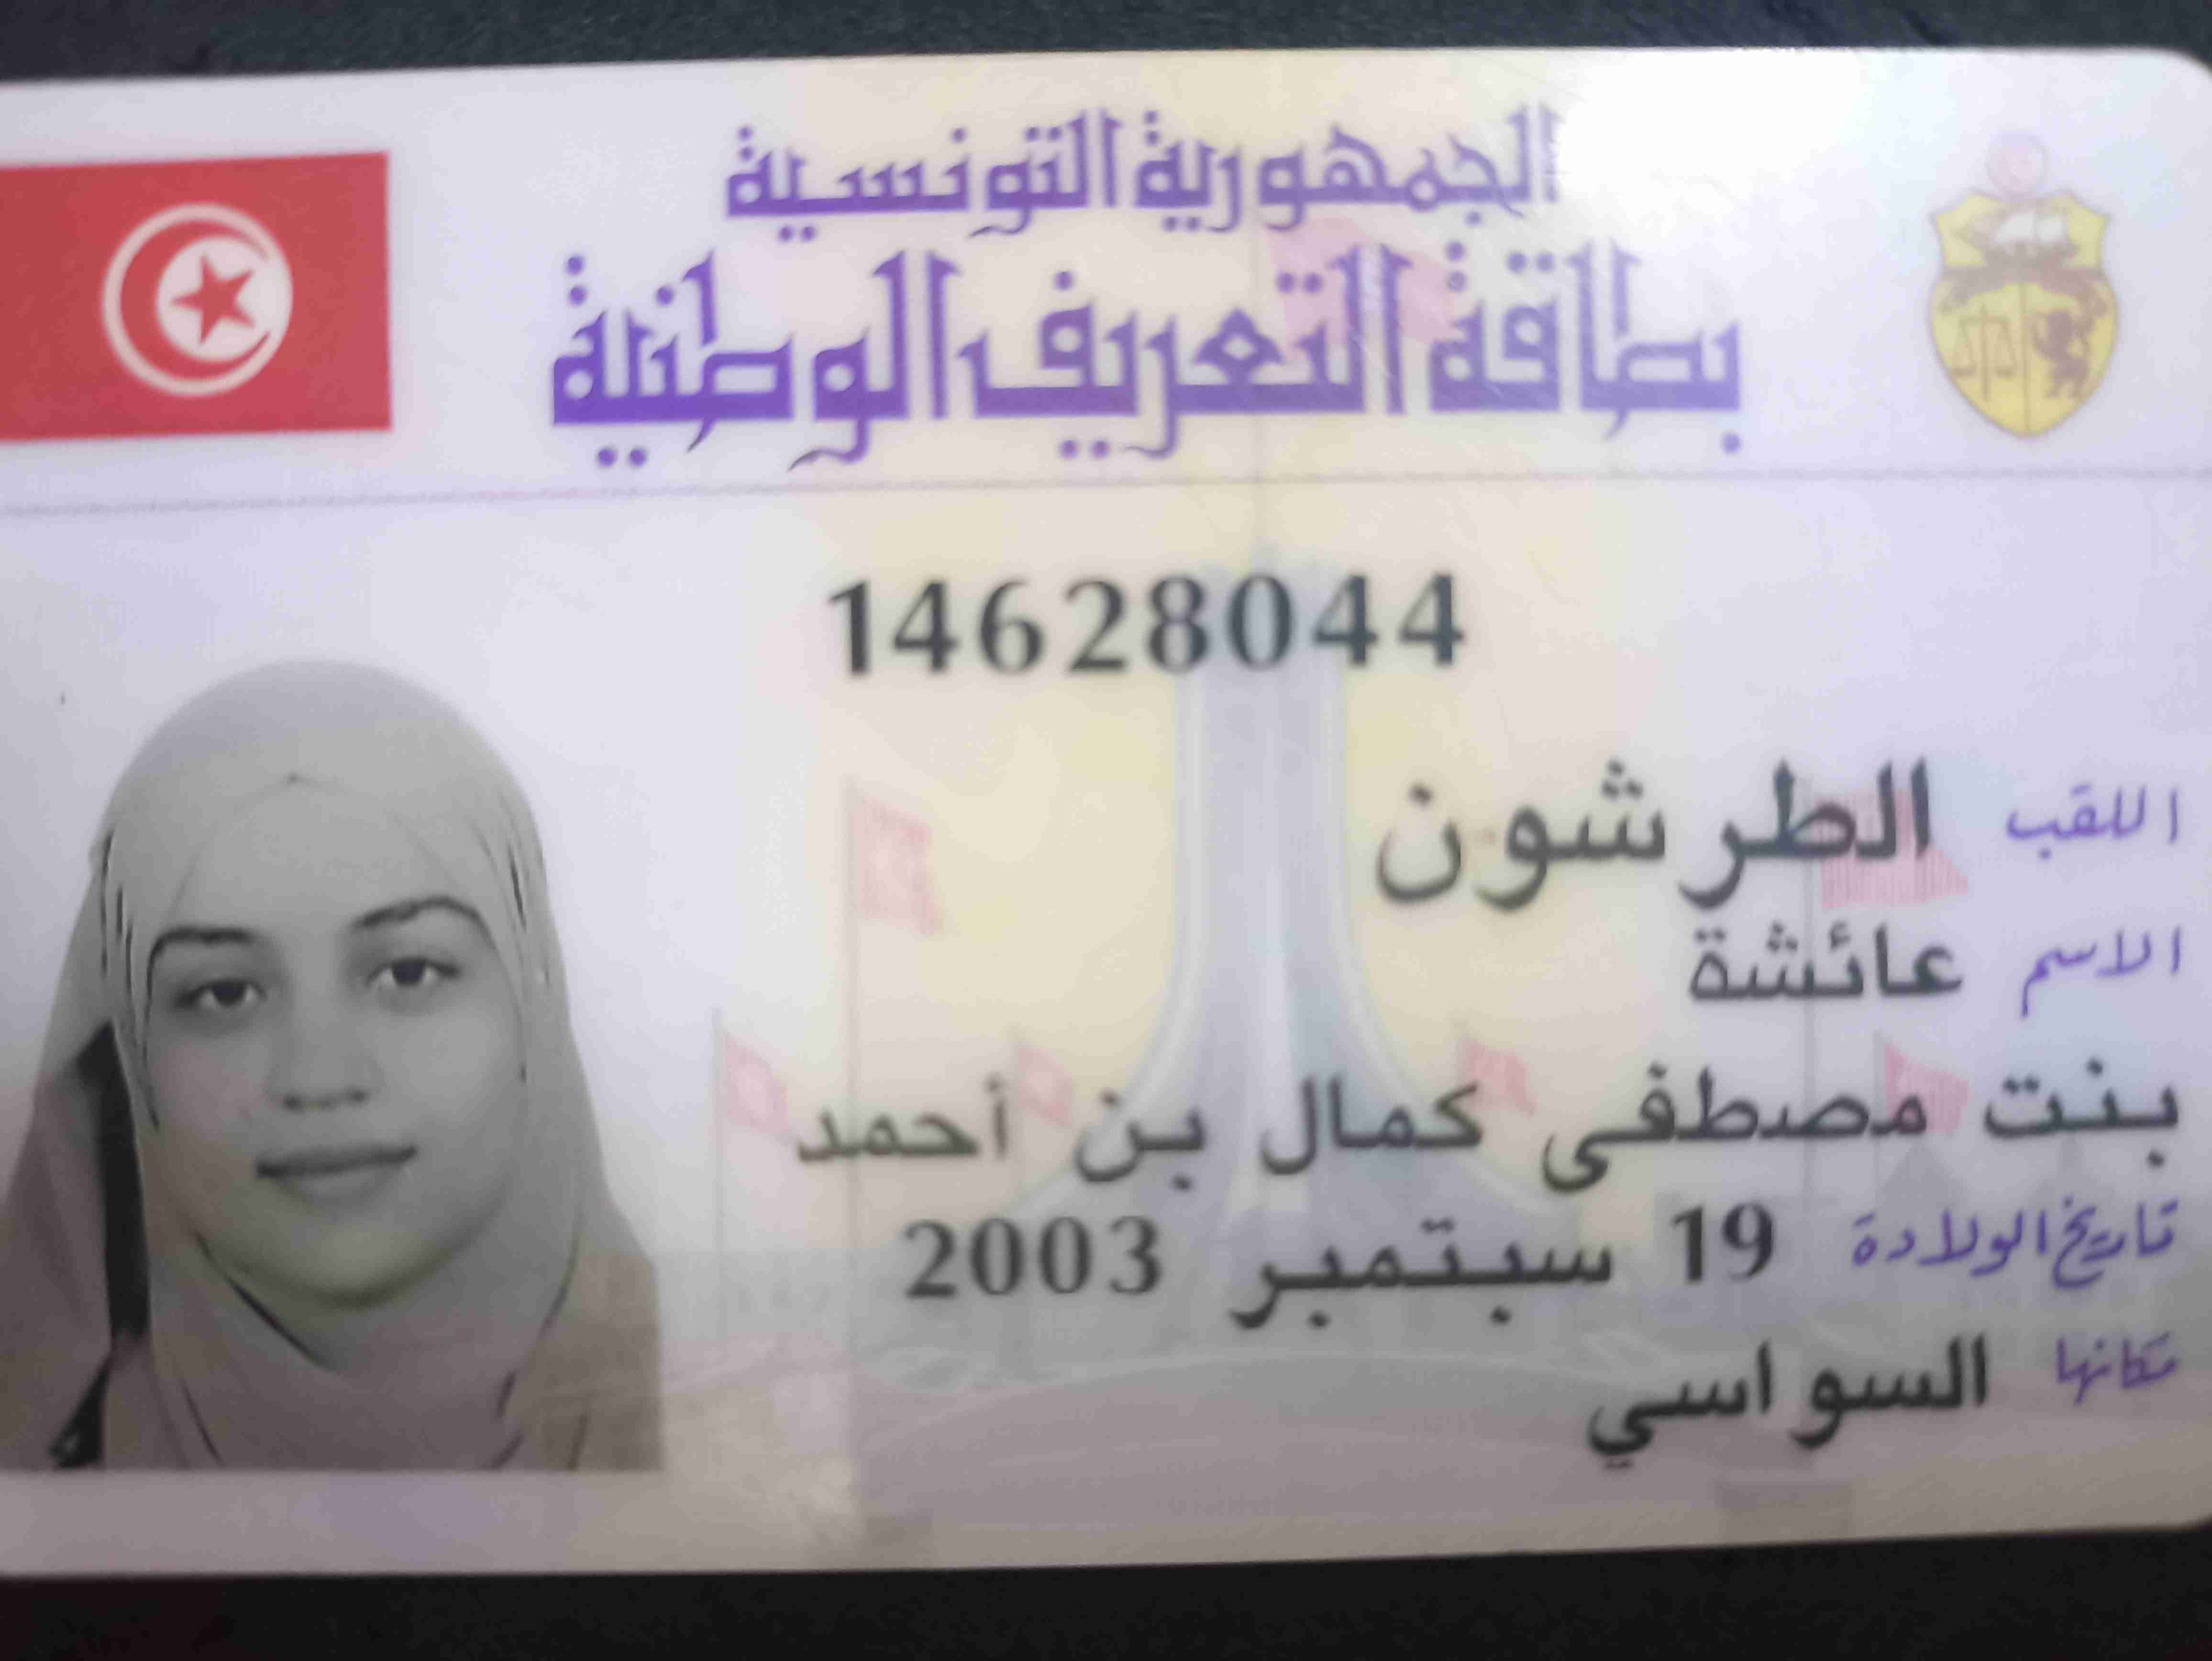 الجمهورية التونسية
بطاقة التعريف الوطنية
14628044
اللقب الطرشون
الاسم عائشة
بنت مصطفى كمال بن أحمد
تاريخ الولادة 19 سبتمبر 2003
مكانها السواسي